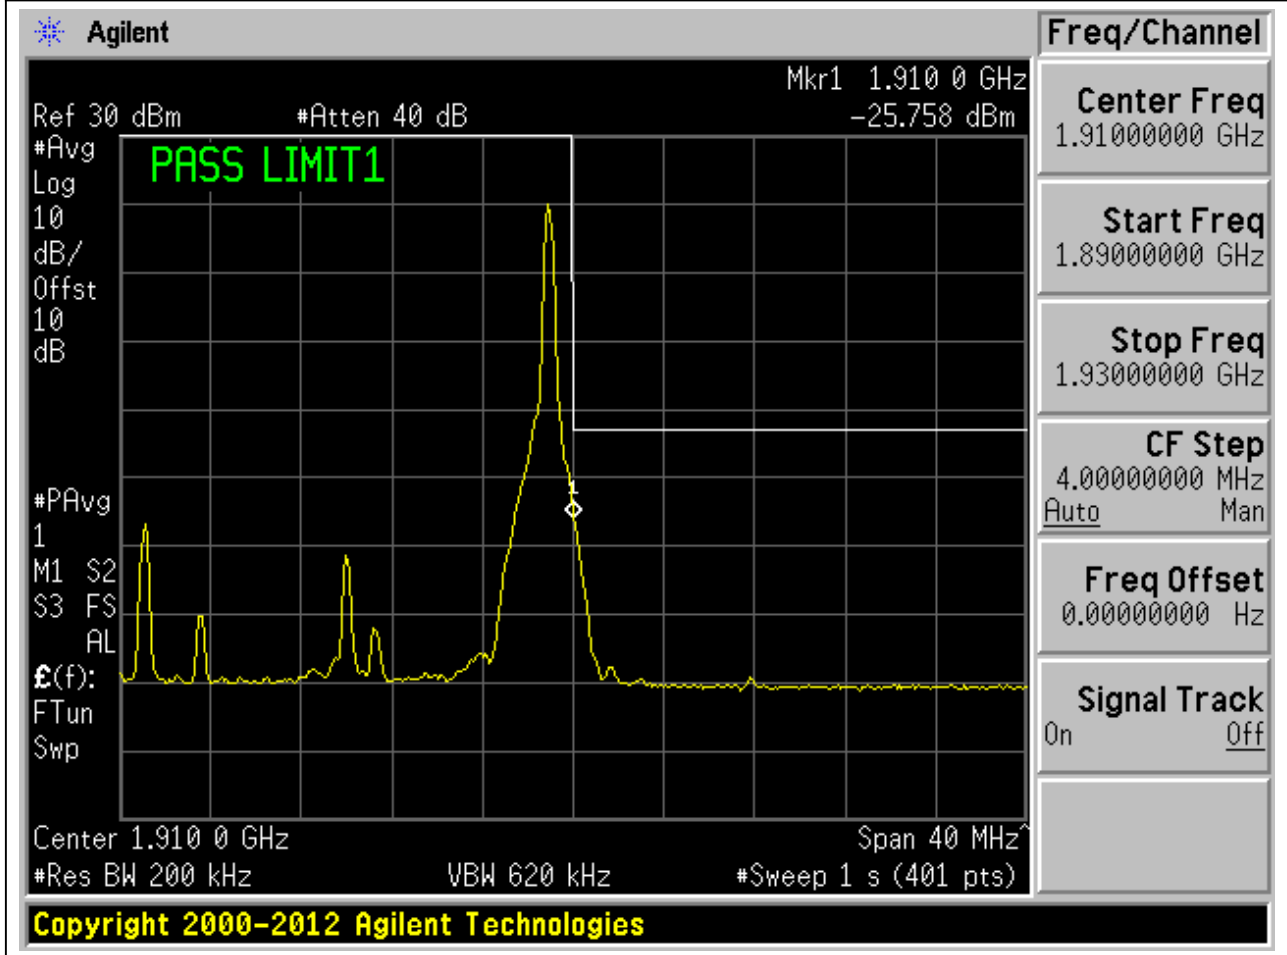 Agilent
Freq/Channel
Mkr1 1.910 0 GHz
Ref 30 dBm #Atten 40 dB -25.758 dBm
#Avg
Log
10
dB/
Offst
10
dB
PASS LIMIT1
1
#PAvg
1
M1 S2
S3 FS
AL
£(f):
FTun
Swp
Center 1.910 0 GHz Span 40 MHz^
#Res BW 200 kHz VBW 620 kHz #Sweep 1 s (401 pts)
Center Freq
1.91000000 GHz
Start Freq
1.89000000 GHz
Stop Freq
1.93000000 GHz
CF Step
4.00000000 MHz
Auto Man
Freq Offset
0.00000000 Hz
Signal Track
On Off
Copyright 2000-2012 Agilent Technologies